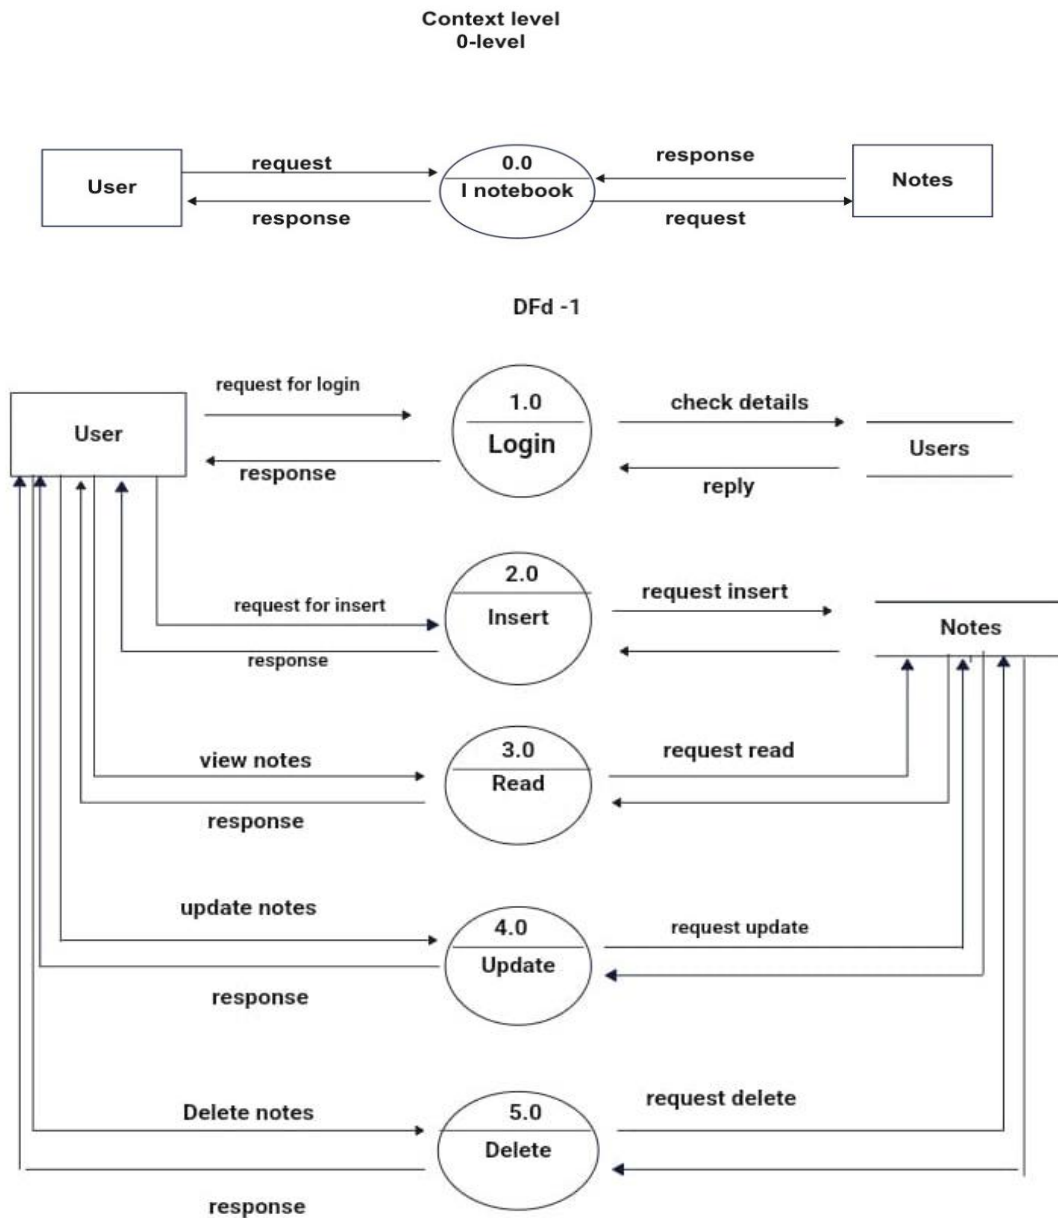 Context level
0-level
request
0.0
response
User
I notebook
Notes
response
request
DFd -1
request for login
1.0
check details
User
Login
Users
response
reply
2.0
request insert
request for insert
Insert
Notes
response
3.0
request read
view notes
Read
response
update notes
4.0
request update
Update
response
Delete notes
5.0
request delete
Delete
response